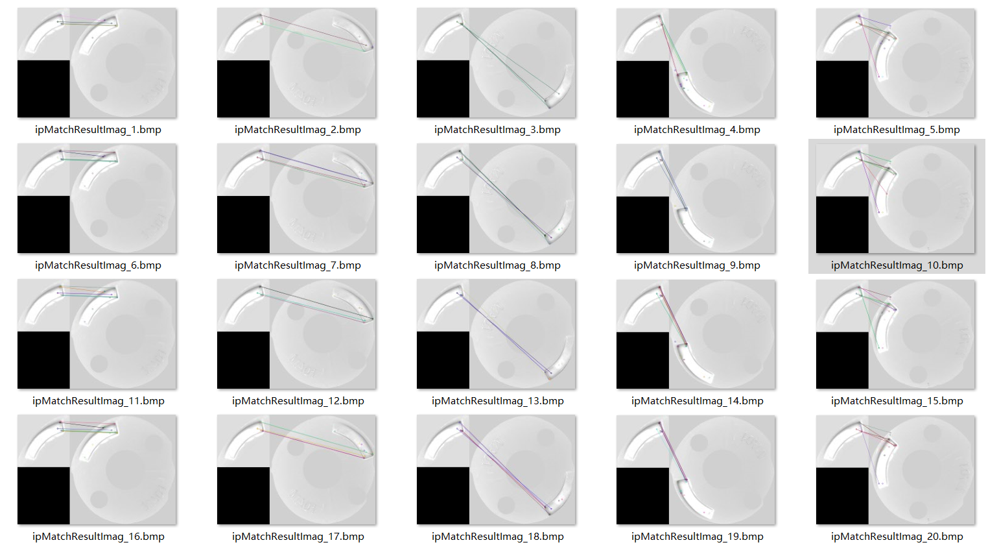 ipMatchResultImag_1.bmp
ipMatchResultImag_2.bmp
ipMatchResultImag_3.bmp
ipMatchResultImag_4.bmp
ipMatchResultImag_5.bmp
ipMatchResultImag_6.bmp
ipMatchResultImag_7.bmp
ipMatchResultImag_8.bmp
ipMatchResultImag_9.bmp
ipMatchResultImag_10.bmp
ipMatchResultImag_11.bmp
ipMatchResultImag_12.bmp
ipMatchResultImag_13.bmp
ipMatchResultImag_14.bmp
ipMatchResultImag_15.bmp
ipMatchResultImag_16.bmp
ipMatchResultImag_17.bmp
ipMatchResultImag_18.bmp
ipMatchResultImag_19.bmp
ipMatchResultImag_20.bmp